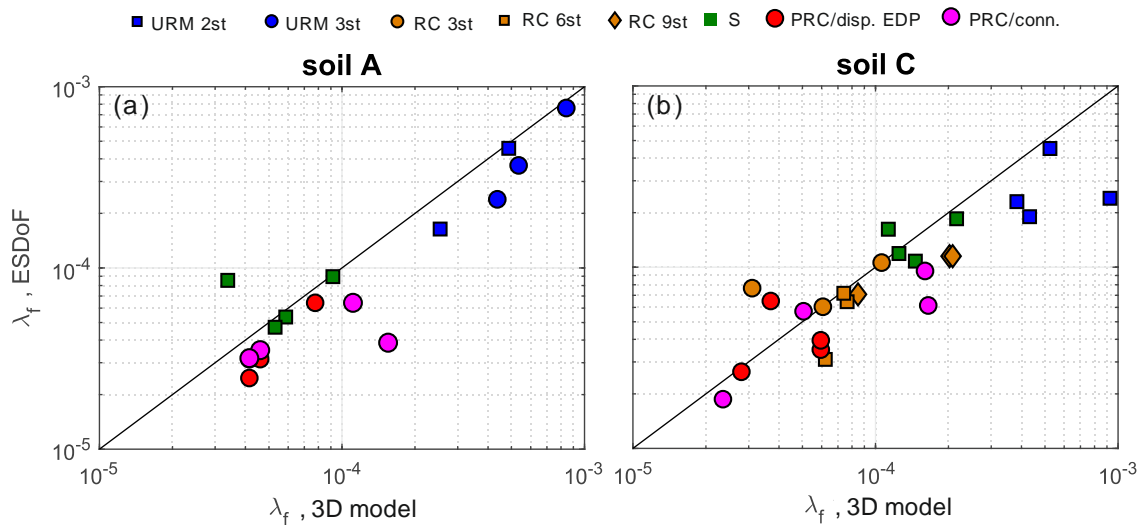 URM 2st URM 3st RC 3st RC 6st RC 9st S PRC/disp. EDP PRC/conn.
soil A soil C
(a) (b)
10⁻³
10⁻⁴
10⁻⁵
λf , ESDoF
10⁻⁵ 10⁻⁴ 10⁻³ 10⁻⁵ 10⁻⁴ 10⁻³
λf , 3D model λf , 3D model